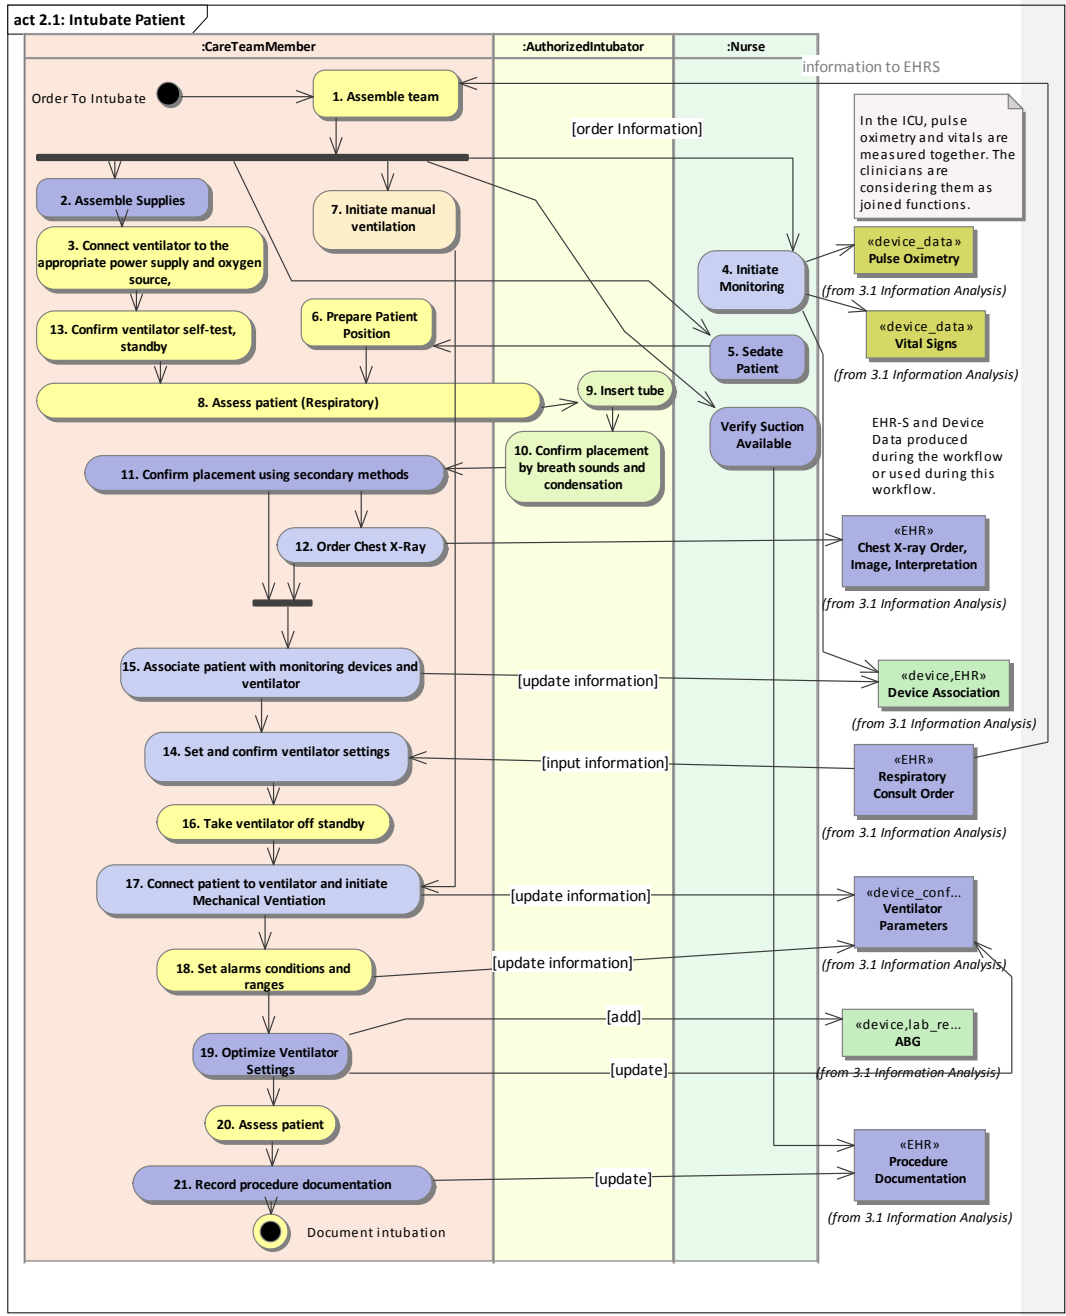 act 2.1: Intubate Patient
:CareTeamMember
:AuthorizedIntubator
:Nurse
information to EHRS
Order To Intubate
1. Assemble team
[order Information]
In the ICU, pulse
oximetry and vitals are
measured together. The
clinicians are
considering them as
joined functions.
2. Assemble Supplies
7. Initiate manual
ventilation
3. Connect ventilator to the
appropriate power supply and oxygen
source,
4. Initiate
Monitoring
«device_data»
Pulse Oximetry
(from 3.1 Information Analysis)
13. Confirm ventilator self-test,
standby
6. Prepare Patient
Position
5. Sedate
Patient
«device_data»
Vital Signs
(from 3.1 Information Analysis)
8. Assess patient (Respiratory)
9. Insert tube
Verify Suction
Available
10. Confirm placement
by breath sounds and
condensation
EHR-S and Device
Data produced
during the workflow
or used during this
workflow.
11. Confirm placement using secondary methods
12. Order Chest X-Ray
«EHR»
Chest X-ray Order,
Image, Interpretation
(from 3.1 Information Analysis)
15. Associate patient with monitoring devices and
ventilator
[update information]
«device,EHR»
Device Association
(from 3.1 Information Analysis)
14. Set and confirm ventilator settings
[input information]
«EHR»
Respiratory
Consult Order
(from 3.1 Information Analysis)
16. Take ventilator off standby
17. Connect patient to ventilator and initiate
Mechanical Ventiation
[update information]
«device_conf...
Ventilator
Parameters
(from 3.1 Information Analysis)
18. Set alarms conditions and
ranges
[update information]
[add]
«device,lab_re...
ABG
(from 3.1 Information Analysis)
19. Optimize Ventilator
Settings
[update]
20. Assess patient
21. Record procedure documentation
[update]
«EHR»
Procedure
Documentation
(from 3.1 Information Analysis)
Document intubation